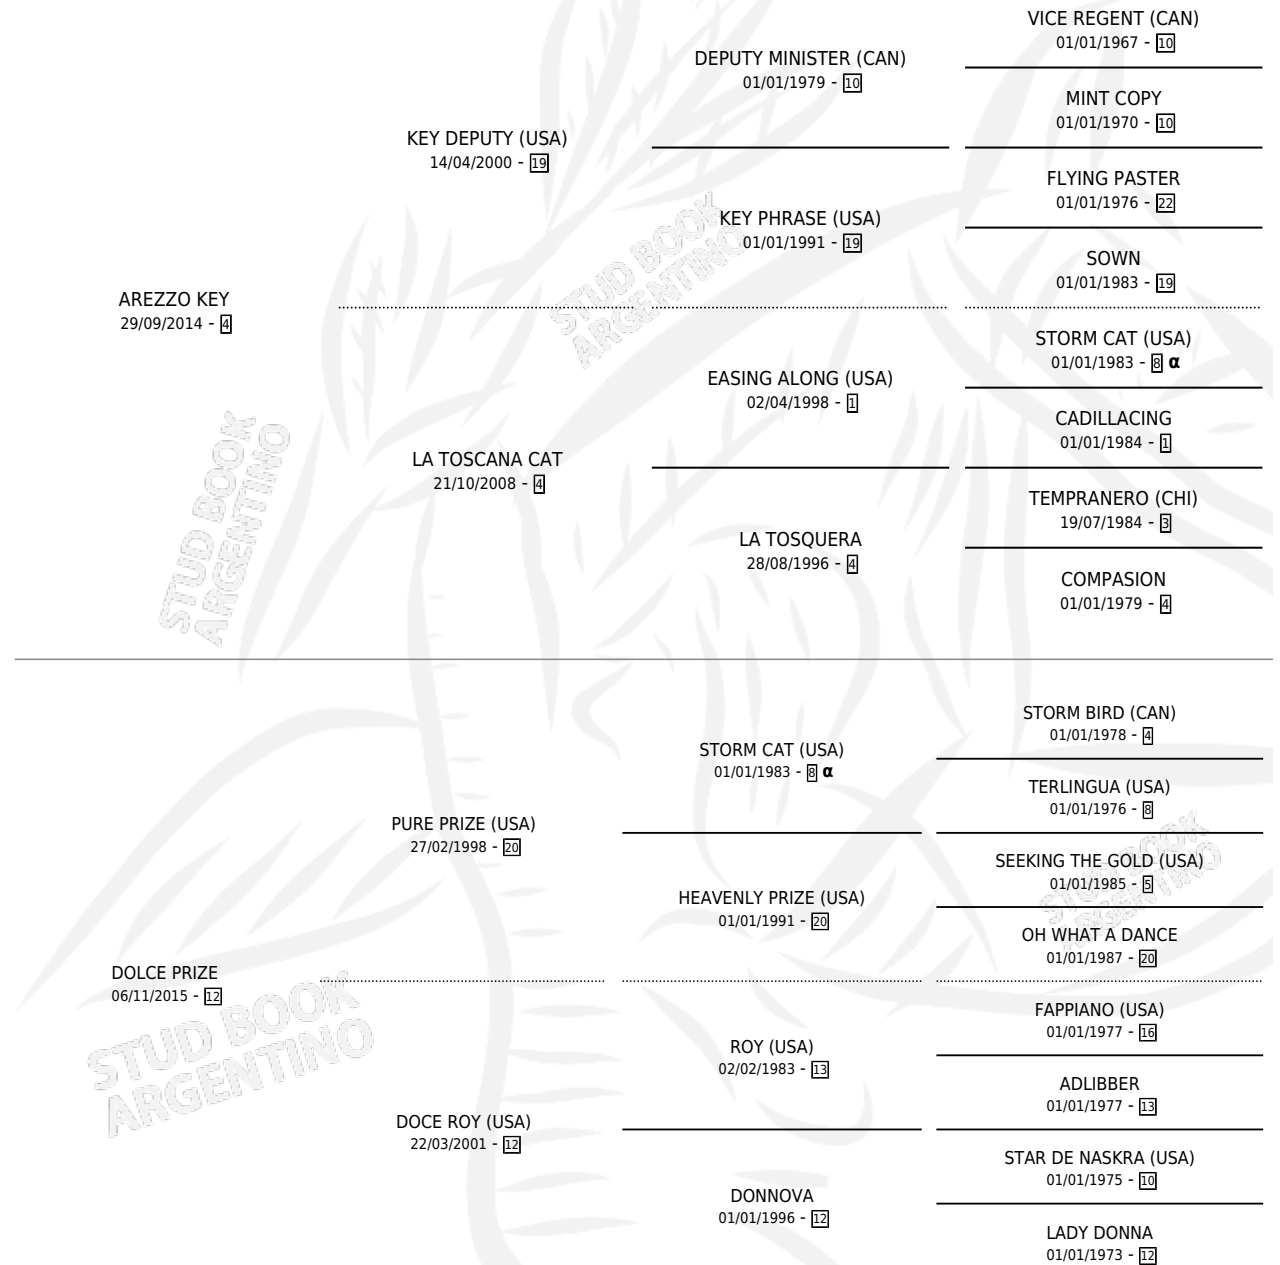 VICE REGENT (CAN)
01/01/1967 - 10
DEPUTY MINISTER (CAN)
01/01/1979 - 10
MINT COPY
01/01/1970 - 10
KEY DEPUTY (USA)
14/04/2000 - 19
FLYING PASTER
01/01/1976 - 22
KEY PHRASE (USA)
01/01/1991 - 19
SOWN
01/01/1983 - 19
STUD BOOK
ARGENTINO
AREZZO KEY
29/09/2014 - 4
STORM CAT (USA)
01/01/1983 - 8 α
EASING ALONG (USA)
02/04/1998 - 1
CADILLACING
01/01/1984 - 1
LA TOSCANA CAT
21/10/2008 - 4
TEMPRANERO (CHI)
19/07/1984 - 3
LA TOSQUERA
28/08/1996 - 4
COMPASION
01/01/1979 - 4
STUD BOOK
ARGENTINO
STORM BIRD (CAN)
01/01/1978 - 4
STORM CAT (USA)
01/01/1983 - 8 α
TERLINGUA (USA)
01/01/1976 - 8
PURE PRIZE (USA)
27/02/1998 - 20
SEEKING THE GOLD (USA)
01/01/1985 - 5
HEAVENLY PRIZE (USA)
01/01/1991 - 20
OH WHAT A DANCE
01/01/1987 - 20
STUD BOOK
ARGENTINO
DOLCE PRIZE
06/11/2015 - 12
FAPPIANO (USA)
01/01/1977 - 16
ROY (USA)
02/02/1983 - 13
ADLIBBER
01/01/1977 - 13
STUD BOOK
ARGENTINO
DOCE ROY (USA)
22/03/2001 - 12
STAR DE NASKRA (USA)
01/01/1975 - 10
DONNOVA
01/01/1996 - 12
LADY DONNA
01/01/1973 - 12